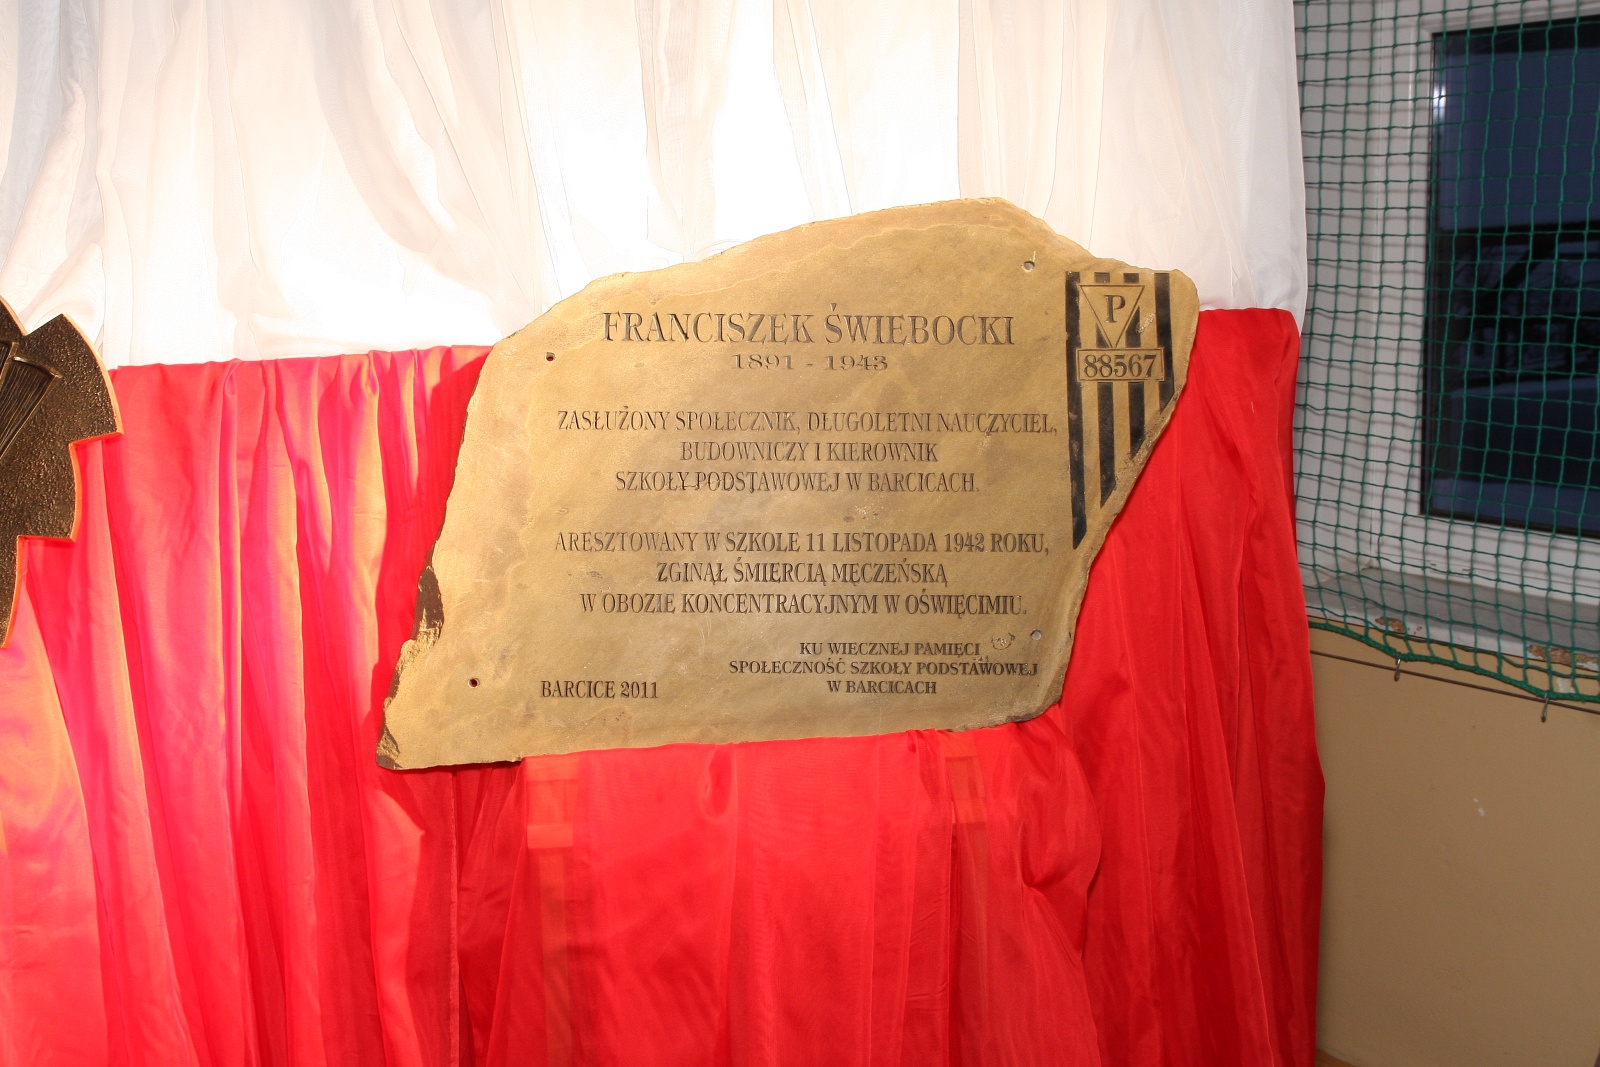 FRANCISZEK ŚWIEBOCKI
1891 - 1943
P
88567
ZASŁUŻONY SPOŁECZNIK, DŁUGOLETNI NAUCZYCIEL,
BUDOWNICZY I KIEROWNIK
SZKOŁY PODSTAWOWEJ W BARCICACH.
ARESZTOWANY W SZKOLE 11 LISTOPADA 1942 ROKU,
ZGINĄŁ ŚMIERCIĄ MĘCZEŃSKĄ
W OBOZIE KONCENTRACYJNYM W OŚWIĘCIMIU.
KU WIECZNEJ PAMIĘCI
SPOŁECZNOŚĆ SZKOŁY PODSTAWOWEJ
W BARCICACH
BARCICE 2011